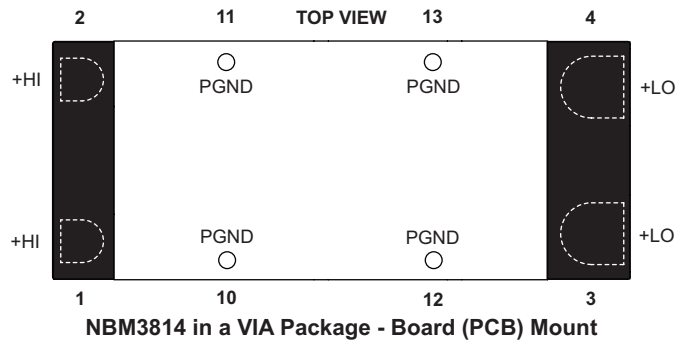 2 11 TOP VIEW 13 4
+HI PGND PGND +LO
+HI PGND PGND +LO
1 10 12 3
NBM3814 in a VIA Package - Board (PCB) Mount